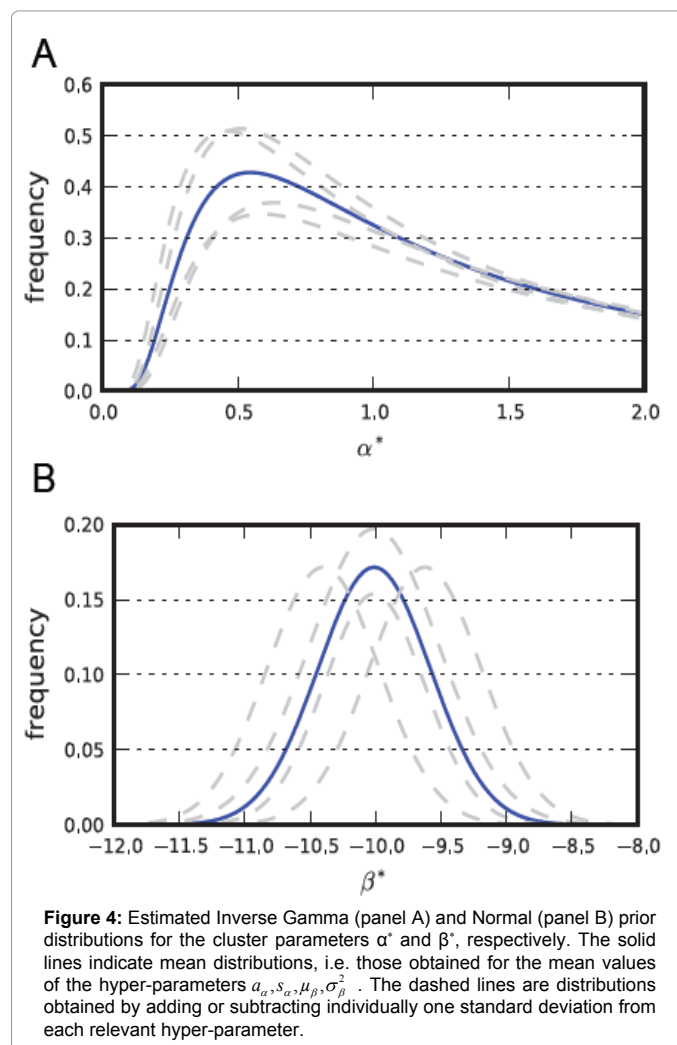 A
0.6
0.5
0.4
0.3
0.2
0.1
0.0
frequency
0.0 0.5 1.0 1.5 2.0
α*
B
0.20
0.15
0.10
0.05
0.00
frequency
−12.0 −11.5 −11.0 −10.5 −10.0 −9.5 −9.0 −8.5 −8.0
β*
Figure 4: Estimated Inverse Gamma (panel A) and Normal (panel B) prior
distributions for the cluster parameters α* and β*, respectively. The solid
lines indicate mean distributions, i.e. those obtained for the mean values
of the hyper-parameters aα,sα,μβ,σ²β . The dashed lines are distributions
obtained by adding or subtracting individually one standard deviation from
each relevant hyper-parameter.